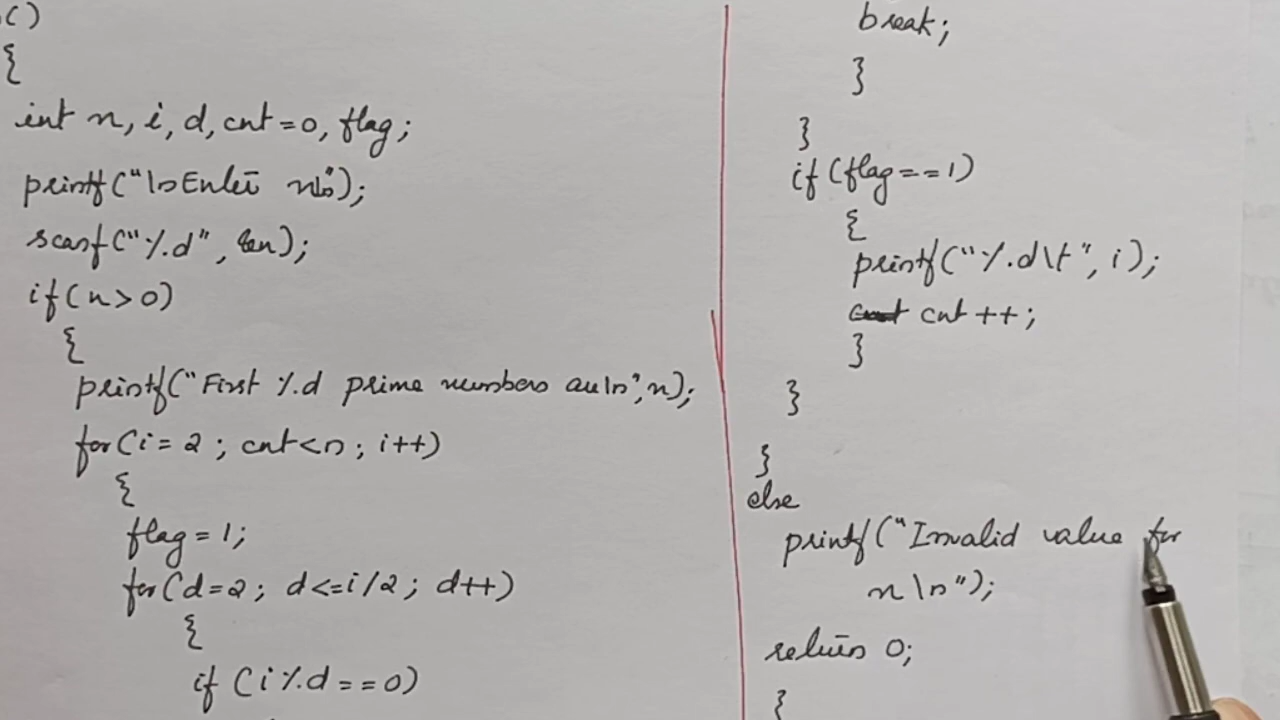 ()
{
int n, i, d, cnt=0, flag;
printf("\nEnter n\n");
scanf("%d", &n);
if(n>0)
{
printf("First %d prime numbers are\n", n);
for(i=2; cnt<n; i++)
{
flag=1;
for(d=2; d<=i/2; d++)
{
if(i%d==0)
break;
}
}
if(flag==1)
{
printf("%d\t", i);
cnt++;
}
}
}
else
printf("Invalid value for
n\n");
return 0;
{